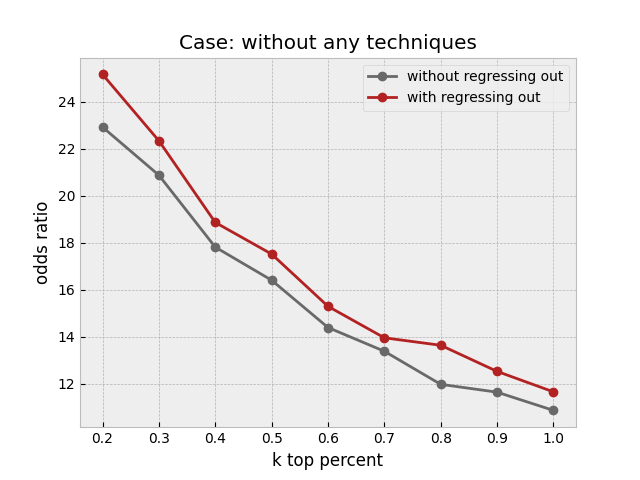 Case: without any techniques
without regressing out
with regressing out
odds ratio
24
22
20
18
16
14
12
0.2 0.3 0.4 0.5 0.6 0.7 0.8 0.9 1.0
k top percent